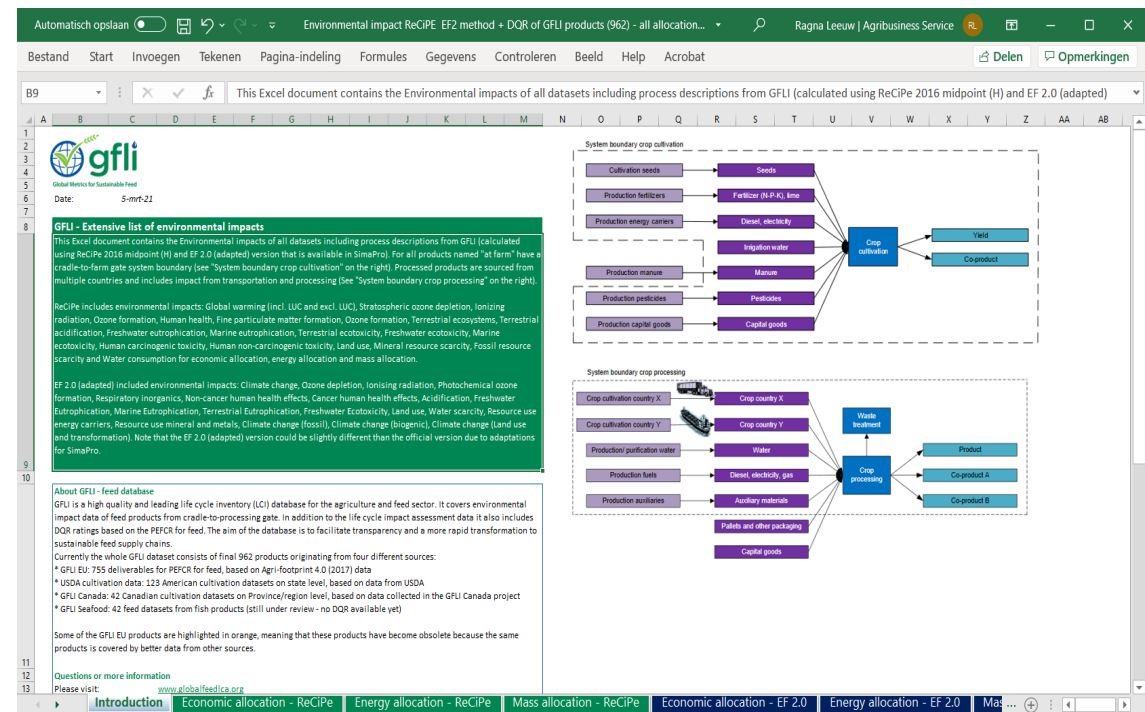 Automatisch opslaan
Environmental impact ReCiPE EF2 method + DQR of GFLI products (962) - all allocation...
Ragna Leeuw | Agribusiness Service
RL
Bestand Start Invoegen Tekenen Pagina-indeling Formules Gegevens Controleren Beeld Help Acrobat
Delen
Opmerkingen
B9
fx
This Excel document contains the Environmental impacts of all datasets including process descriptions from GFLI (calculated using ReCiPe 2016 midpoint (H) and EF 2.0 (adapted)
A B C D E F G H I J K L M N O P Q R S T U V W X Y Z AA AB
1
2
3
4
5
6
7
8
9
10
11
12
13
gfli
Global Metrics for Sustainable Feed
Date: 5-mrt-21
GFLI - Extensive list of environmental impacts
This Excel document contains the Environmental impacts of all datasets including process descriptions from GFLI (calculated
using ReCiPe 2016 midpoint (H) and EF 2.0 (adapted) version that is available in SimaPro). For all products named "at farm" have a
cradle-to-farm gate system boundary (see "System boundary crop cultivation" on the right). Processed products are sourced from
multiple countries and includes impact from transportation and processing (See "System boundary crop processing" on the right).
ReCiPe includes environmental impacts: Global warming (incl. LUC and excl. LUC), Stratospheric ozone depletion, Ionizing
radiation, Ozone formation, Human health, Fine particulate matter formation, Ozone formation, Terrestrial ecosystems, Terrestrial
acidification, Freshwater eutrophication, Marine eutrophication, Terrestrial ecotoxicity, Freshwater ecotoxicity, Marine
ecotoxicity, Human carcinogenic toxicity, Human non-carcinogenic toxicity, Land use, Mineral resource scarcity, Fossil resource
scarcity and Water consumption for economic allocation, energy allocation and mass allocation.
EF 2.0 (adapted) included environmental impacts: Climate change, Ozone depletion, Ionising radiation, Photochemical ozone
formation, Respiratory inorganics, Non-cancer human health effects, Cancer human health effects, Acidification, Freshwater
Eutrophication, Marine Eutrophication, Terrestrial Eutrophication, Freshwater Ecotoxicity, Land use, Water scarcity, Resource use
energy carriers, Resource use mineral and metals, Climate change (fossil), Climate change (biogenic), Climate change (Land use
and transformation). Note that the EF 2.0 (adapted) version could be slightly different than the official version due to adaptations
for SimaPro.
About GFLI - feed database
GFLI is a high quality and leading life cycle inventory (LCI) database for the agriculture and feed sector. It covers environmental
impact data of feed products from cradle-to-processing gate. In addition to the life cycle impact assessment data it also includes
DQR ratings based on the PEFCR for feed. The aim of the database is to facilitate transparency and a more rapid transformation to
sustainable feed supply chains.
Currently the whole GFLI dataset consists of final 962 products originating from four different sources:
* GFLI EU: 755 deliverables for PEFCR for feed, based on Agri-footprint 4.0 (2017) data
* USDA cultivation data: 123 American cultivation datasets on state level, based on data from USDA
* GFLI Canada: 42 Canadian cultivation datasets on Province/region level, based on data collected in the GFLI Canada project
* GFLI Seafood: 42 feed datasets from fish products (still under review - no DQR available yet)
Some of the GFLI EU products are highlighted in orange, meaning that these products have become obsolete because the same
products is covered by better data from other sources.
Questions or more information
Please visit: www.globalfeedlca.org
System boundary crop cultivation
Cultivation seeds
Seeds
Production fertilizers
Fertilizer (N-P-K), lime
Production energy carriers
Diesel, electricity
Irrigation water
Production manure
Manure
Production pesticides
Pesticides
Production capital goods
Capital goods
Crop
cultivation
Yield
Co-product
System boundary crop processing
Crop cultivation country X
Crop country X
Crop cultivation country Y
Crop country Y
Production/ purification water
Water
Production fuels
Diesel, electricity, gas
Production auxiliaries
Auxiliary materials
Pallets and other packaging
Capital goods
Waste
treatment
Crop
processing
Product
Co-product A
Co-product B
Introduction Economic allocation - ReCiPe Energy allocation - ReCiPe Mass allocation - ReCiPe Economic allocation - EF 2.0 Energy allocation - EF 2.0 Mas ...